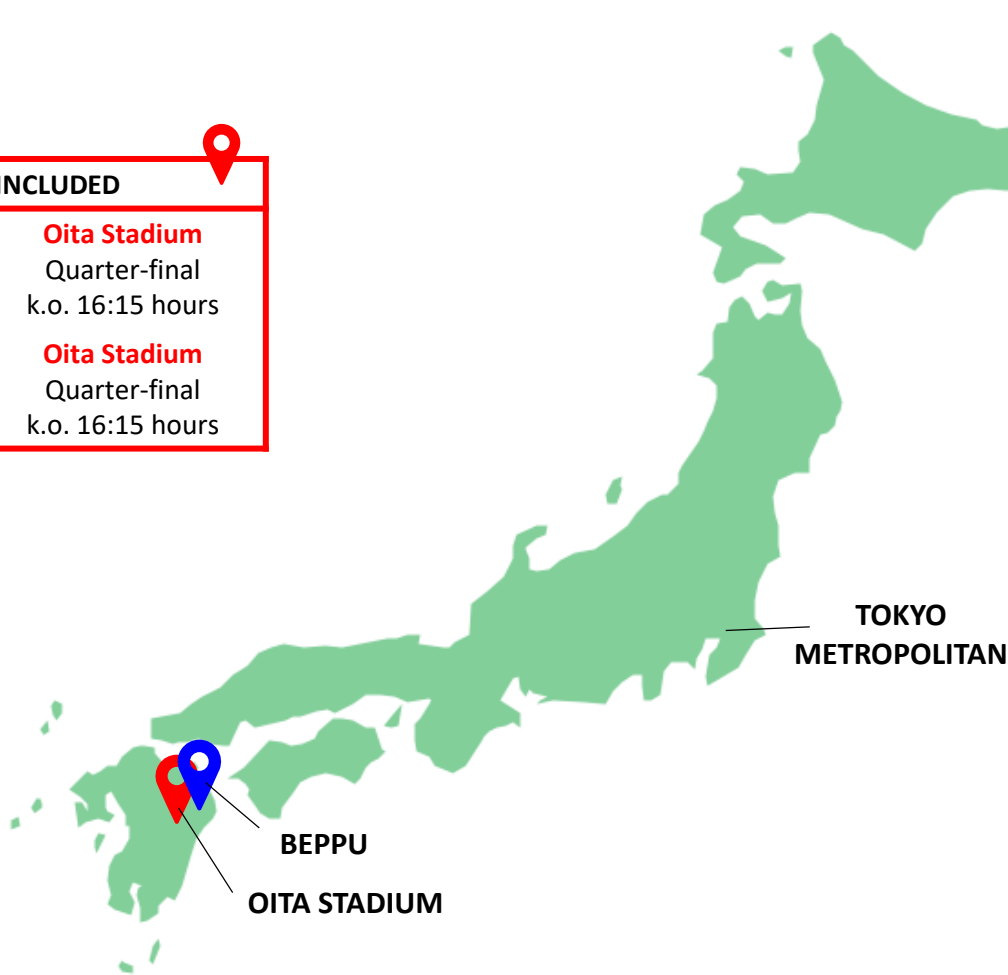 INCLUDED
Oita Stadium
Quarter-final
k.o. 16:15 hours
Oita Stadium
Quarter-final
k.o. 16:15 hours
TOKYO
METROPOLITAN
BEPPU
OITA STADIUM